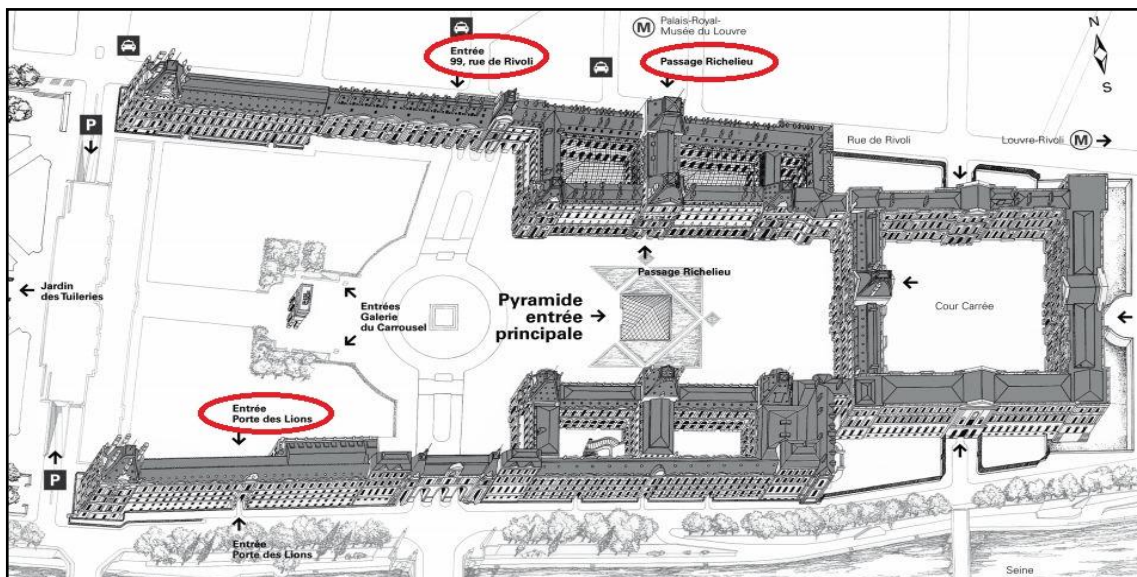 M
Palais-Royal-
Musée du Louvre
N
S
Entrée
99, rue de Rivoli
Passage Richelieu
P
Rue de Rivoli
Louvre-Rivoli M
Passage Richelieu
Jardin
des Tuileries
Entrées
Galerie
du Carrousel
Pyramide
entrée
principale
Cour Carrée
Entrée
Porte des Lions
P
Entrée
Porte des Lions
Seine